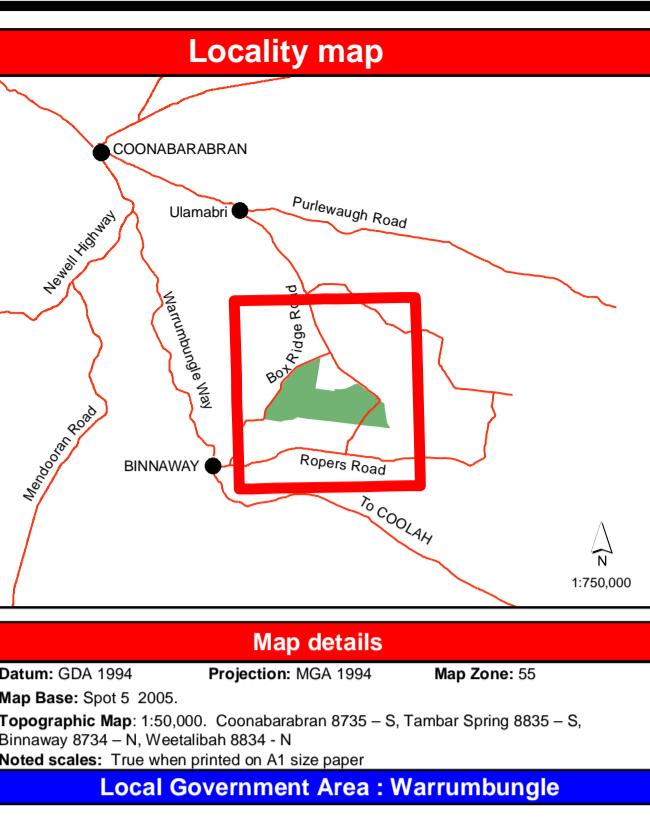 Locality map
COONABARABRAN
Ulamabri
Purlewaugh Road
Newell Highway
Warrumbungle Way
Box Ridge Road
Mendooran Road
BINNAWAY
Ropers Road
To COOLAH
N
1:750,000
Map details
Datum: GDA 1994 Projection: MGA 1994 Map Zone: 55
Map Base: Spot 5 2005.
Topographic Map: 1:50,000. Coonabarabran 8735 – S, Tambar Spring 8835 – S,
Binnaway 8734 – N, Weetalibah 8834 - N
Noted scales: True when printed on A1 size paper
Local Government Area : Warrumbungle